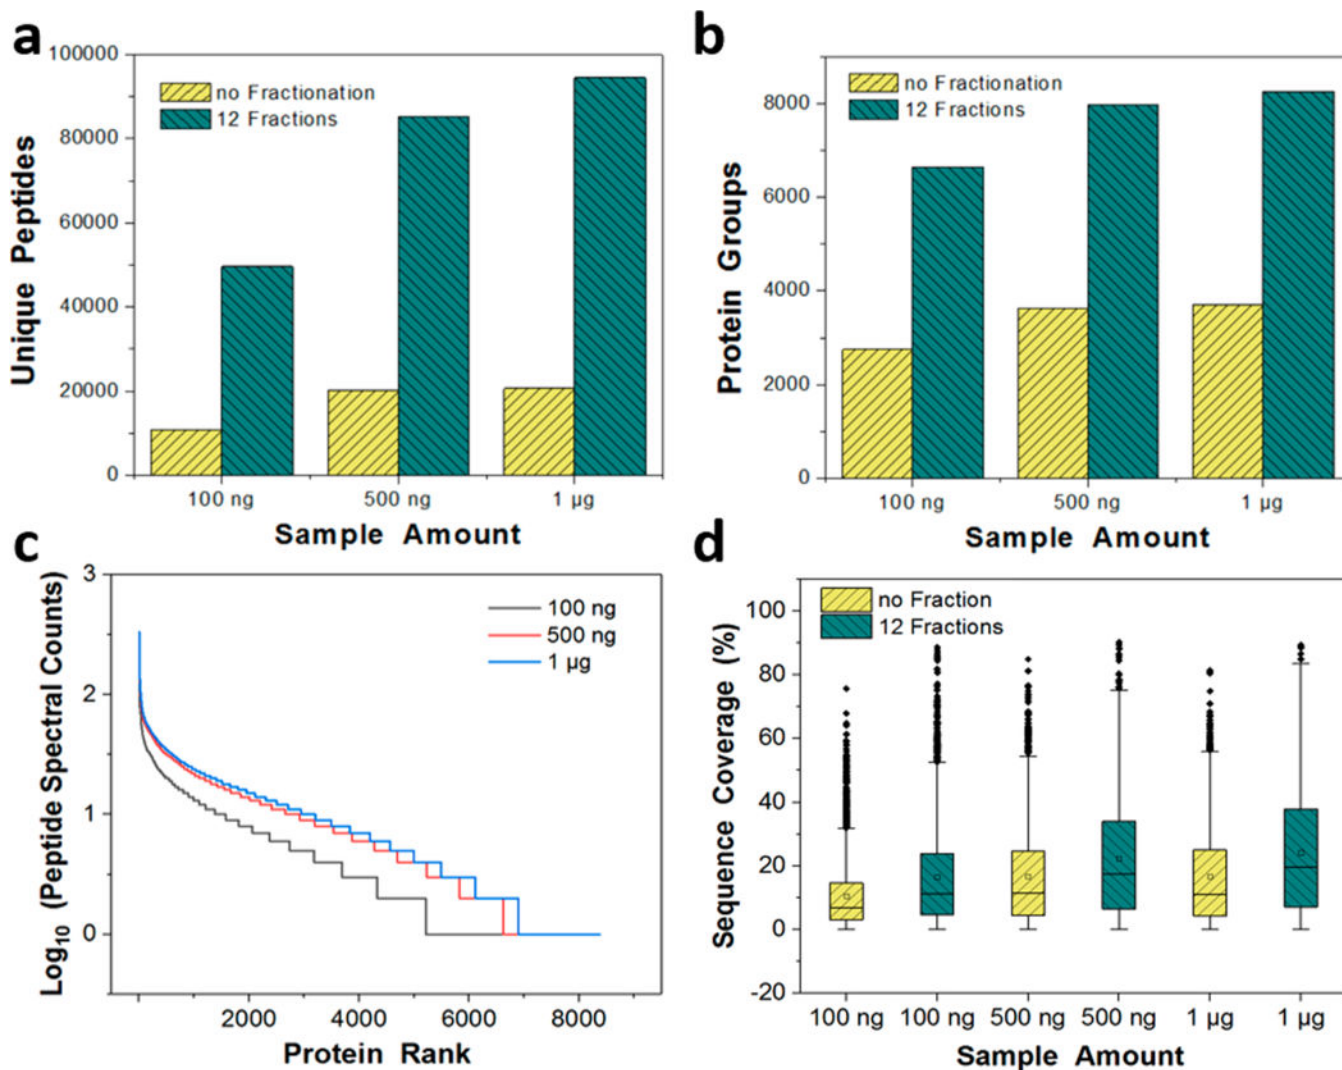 a
Unique Peptides
100000
80000
60000
40000
20000
0
no Fractionation
12 Fractions
100 ng
500 ng
1 µg
Sample Amount
b
Protein Groups
8000
6000
4000
2000
0
no Fractionation
12 Fractions
100 ng
500 ng
1 µg
Sample Amount
c
Log10 (Peptide Spectral Counts)
3
2
1
0
100 ng
500 ng
1 µg
2000
4000
6000
8000
Protein Rank
d
Sequence Coverage (%)
100
80
60
40
20
0
-20
no Fraction
12 Fractions
100 ng
100 ng
500 ng
500 ng
1 µg
1 µg
Sample Amount